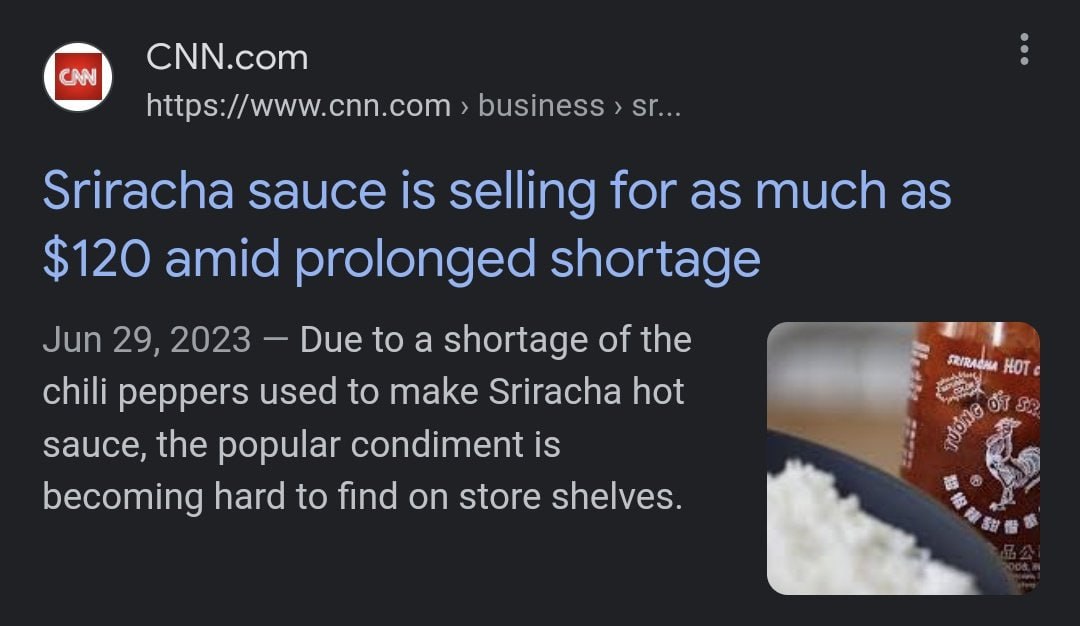 CNN
CNN.com
https://www.cnn.com › business › sr...
Sriracha sauce is selling for as much as
$120 amid prolonged shortage
Jun 29, 2023 — Due to a shortage of the
chili peppers used to make Sriracha hot
sauce, the popular condiment is
becoming hard to find on store shelves.
SRIRACHA HOT
TƯƠNG ỚT SR